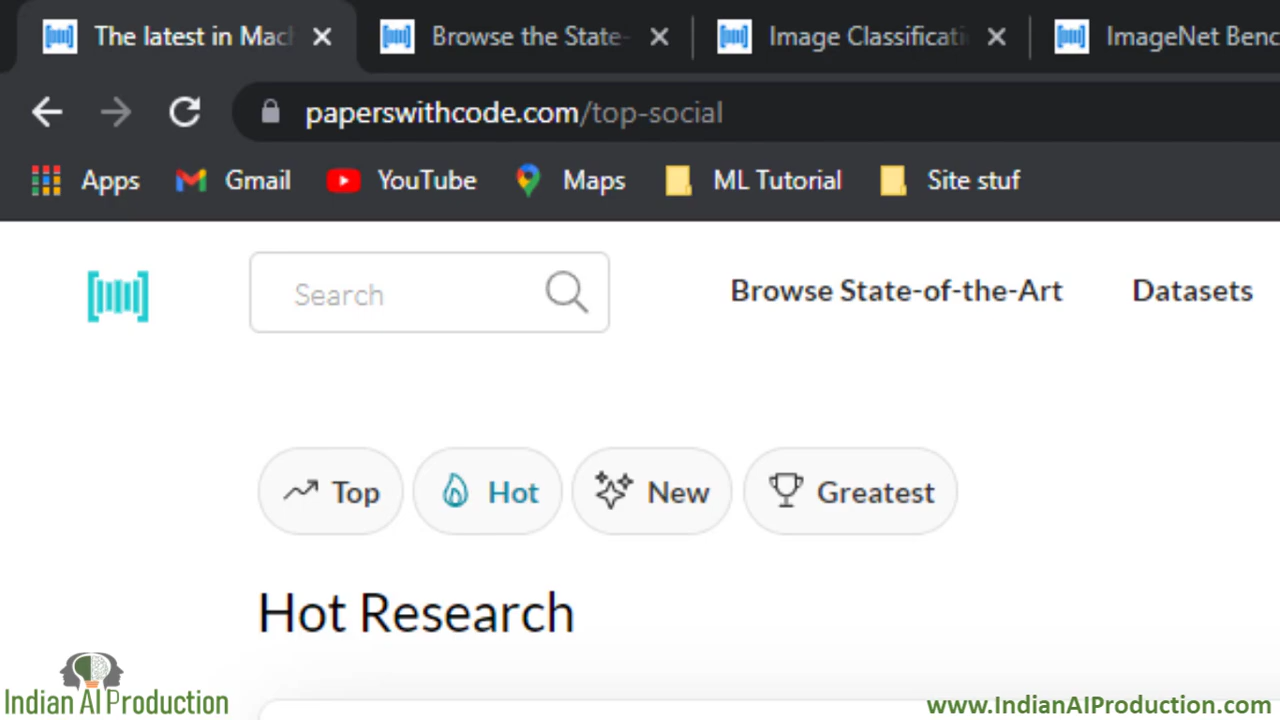 The latest in Mach
Browse the State-
Image Classificati
ImageNet Benc
paperswithcode.com/top-social
Apps
Gmail
YouTube
Maps
ML Tutorial
Site stuf
Search
Browse State-of-the-Art
Datasets
Top
Hot
New
Greatest
Hot Research
Indian AI Production
www.IndianAIProduction.com